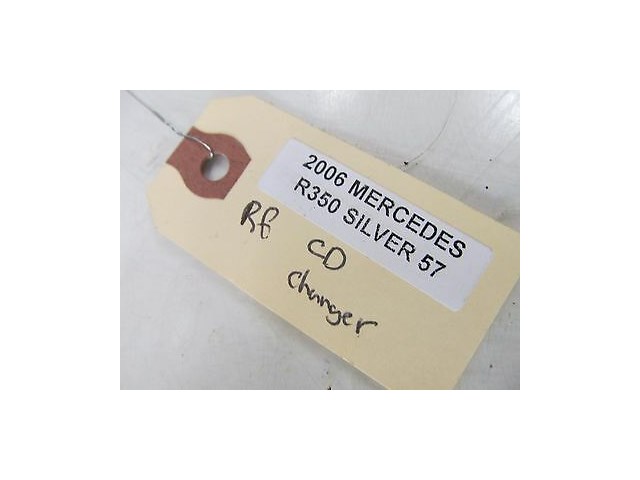 2006 MERCEDES
R350 SILVER 57
Rf CD
changer